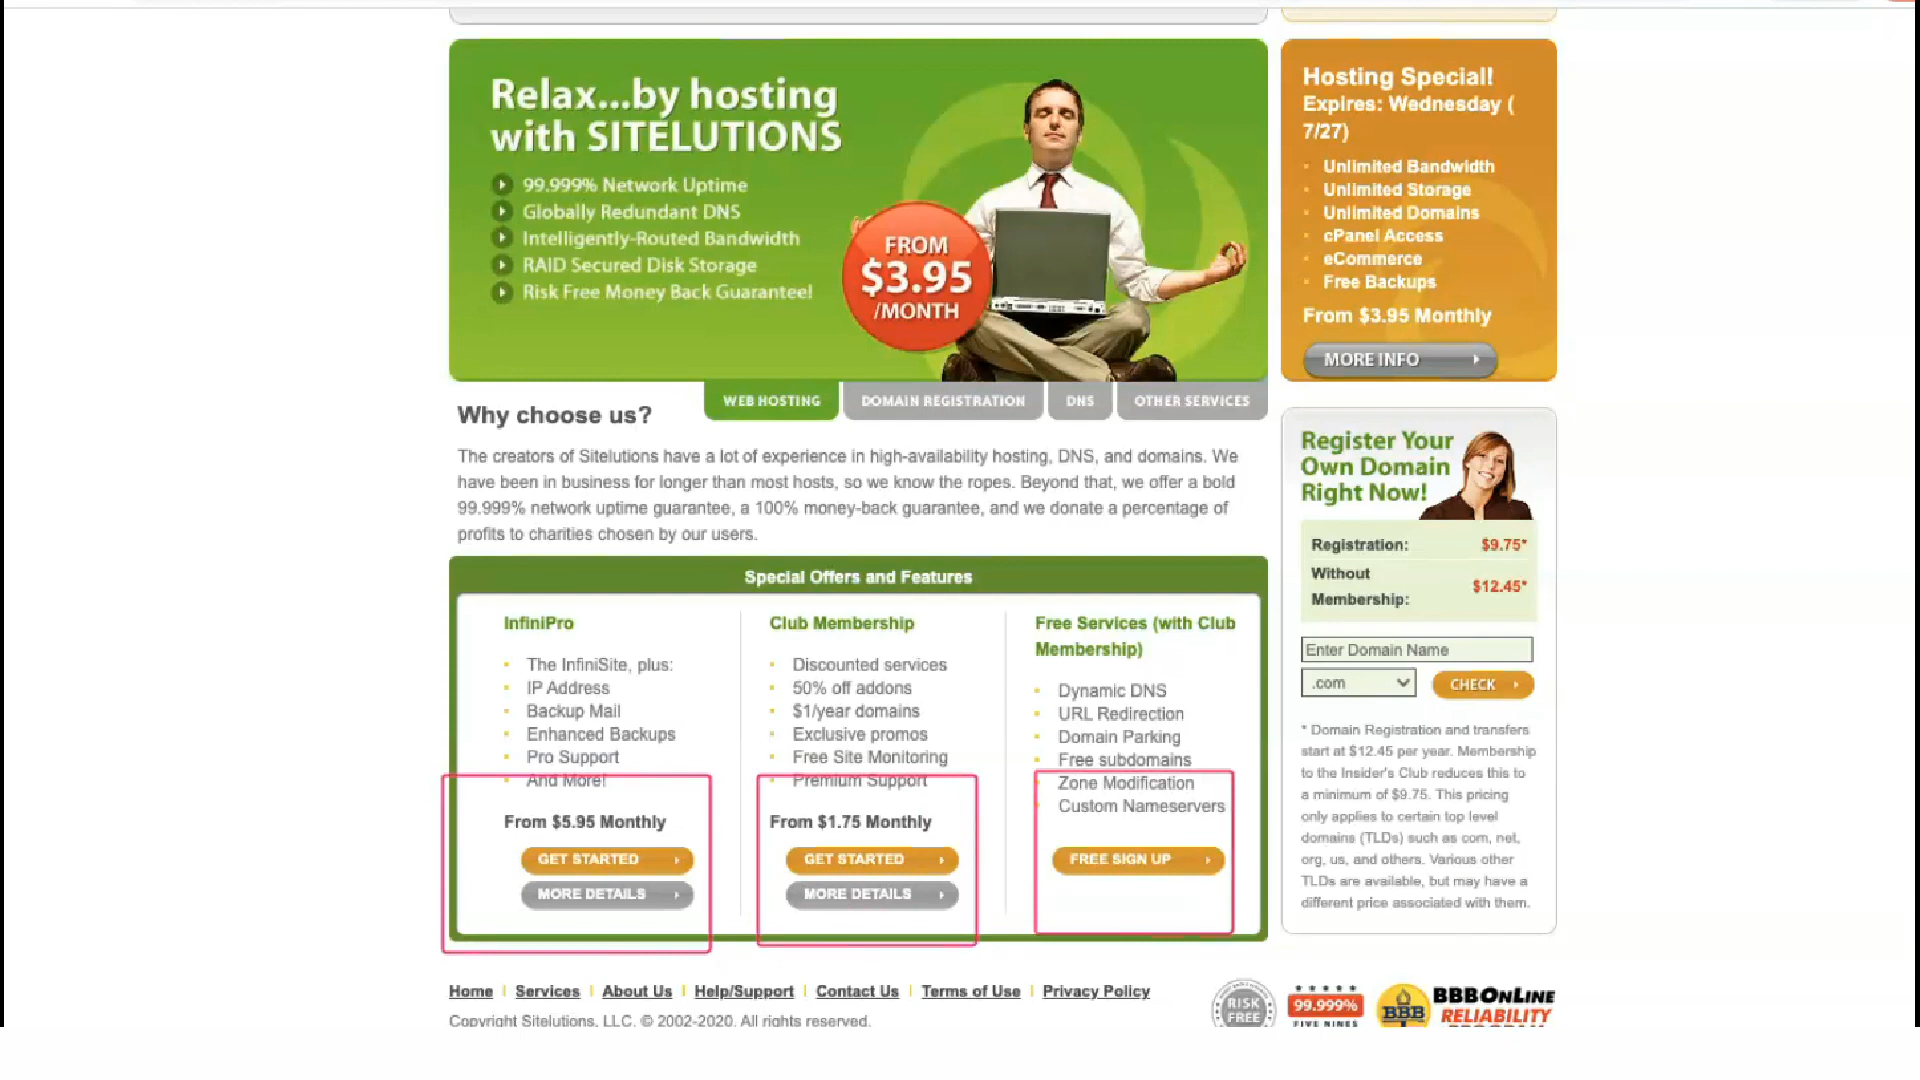 Relax...by hosting
with SITELUTIONS
99.999% Network Uptime
Globally Redundant DNS
Intelligently-Routed Bandwidth
RAID Secured Disk Storage
Risk Free Money Back Guarantee!
FROM
$3.95
/MONTH
Hosting Special!
Expires: Wednesday (
7/27)
Unlimited Bandwidth
Unlimited Storage
Unlimited Domains
cPanel Access
eCommerce
Free Backups
From $3.95 Monthly
MORE INFO
WEB HOSTING
DOMAIN REGISTRATION
DNS
OTHER SERVICES
Why choose us?
The creators of Sitelutions have a lot of experience in high-availability hosting, DNS, and domains. We
have been in business for longer than most hosts, so we know the ropes. Beyond that, we offer a bold
99.999% network uptime guarantee, a 100% money-back guarantee, and we donate a percentage of
profits to charities chosen by our users.
Special Offers and Features
InfiniPro
The InfiniSite, plus:
IP Address
Backup Mail
Enhanced Backups
Pro Support
And More!
From $5.95 Monthly
GET STARTED
MORE DETAILS
Club Membership
Discounted services
50% off addons
$1/year domains
Exclusive promos
Free Site Monitoring
Premium Support
From $1.75 Monthly
GET STARTED
MORE DETAILS
Free Services (with Club
Membership)
Dynamic DNS
URL Redirection
Domain Parking
Free subdomains
Zone Modification
Custom Nameservers
FREE SIGN UP
Register Your
Own Domain
Right Now!
Registration: $9.75*
Without
Membership: $12.45*
Enter Domain Name
.com
CHECK
* Domain Registration and transfers
start at $12.45 per year. Membership
to the Insider's Club reduces this to
a minimum of $9.75. This pricing
only applies to certain top level
domains (TLDs) such as com, net,
org, us, and others. Various other
TLDs are available, but may have a
different price associated with them.
Home | Services | About Us | Help/Support | Contact Us | Terms of Use | Privacy Policy
Copyright Sitelutions, LLC. © 2002-2020. All rights reserved.
RISK
FREE
99.999%
FIVE NINES
BBB
BBBONLINE
RELIABILITY
PROGRAM